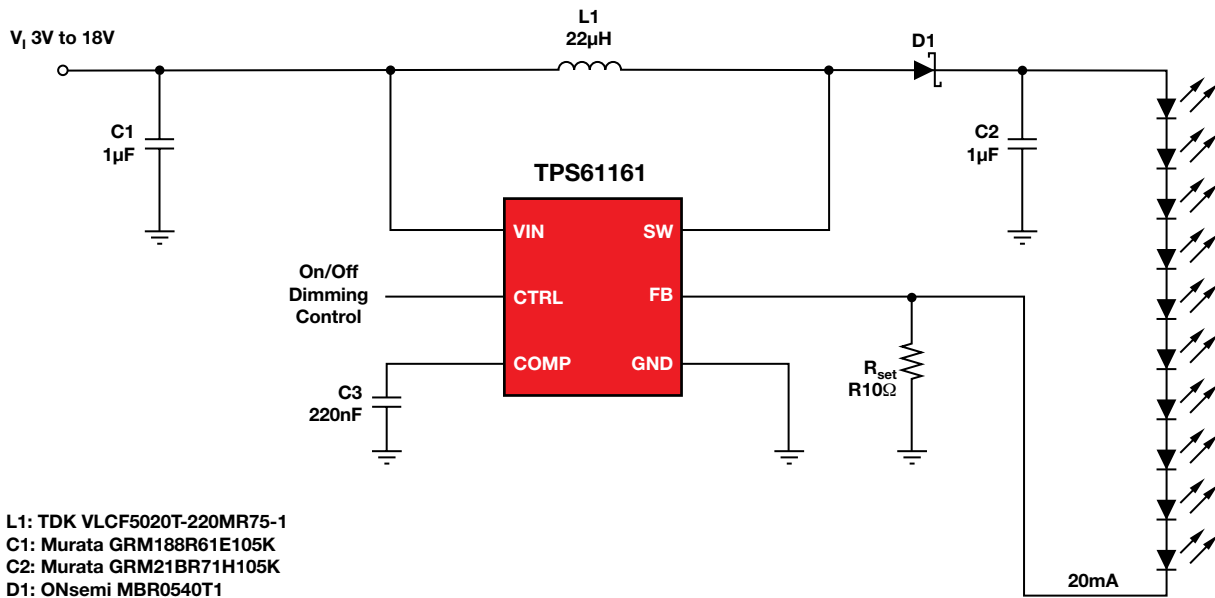 V_I 3V to 18V
L1
22µH
D1
C1
1µF
C2
1µF
TPS61161
VIN
SW
On/Off
Dimming
Control
CTRL
FB
COMP
GND
C3
220nF
R_set
R10Ω
L1: TDK VLCF5020T-220MR75-1
C1: Murata GRM188R61E105K
C2: Murata GRM21BR71H105K
D1: ONsemi MBR0540T1
20mA